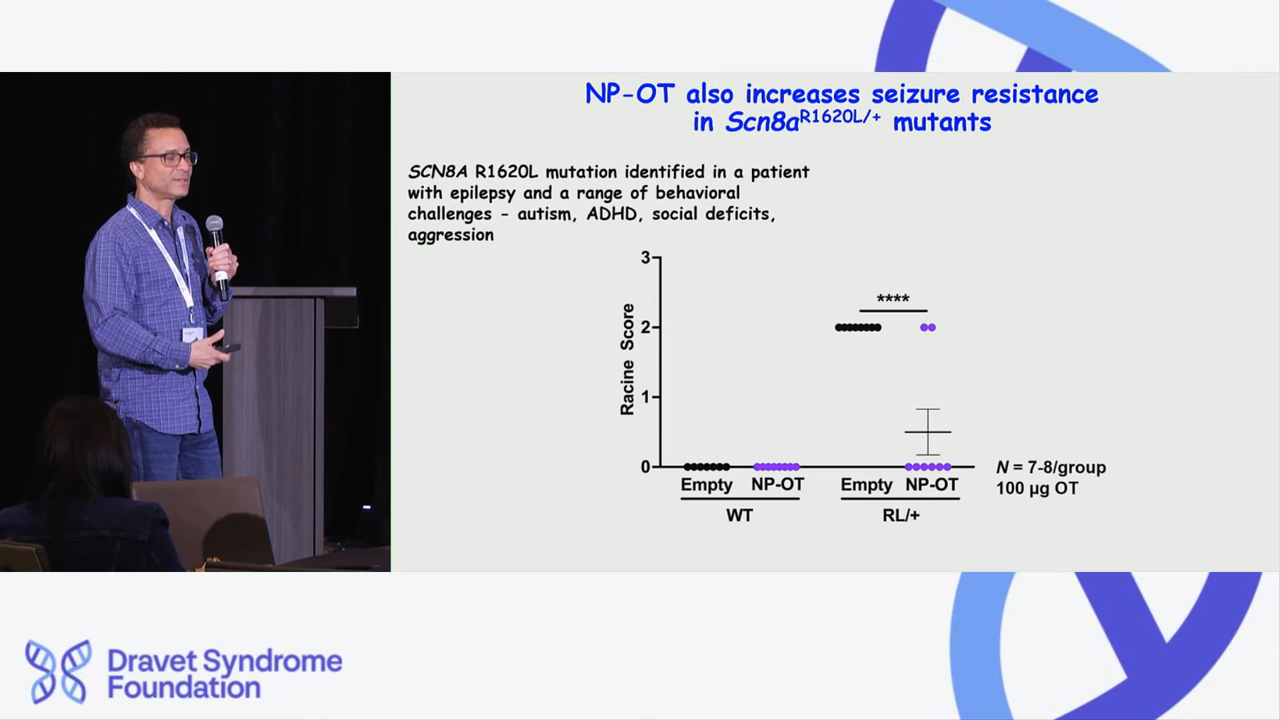 NP-OT also increases seizure resistance
in Scn8aR1620L/+ mutants
SCN8A R1620L mutation identified in a patient
with epilepsy and a range of behavioral
challenges - autism, ADHD, social deficits,
aggression
3
2
1
0
Racine Score
****
Empty NP-OT Empty NP-OT
WT RL/+
N = 7-8/group
100 µg OT
Dravet Syndrome
Foundation